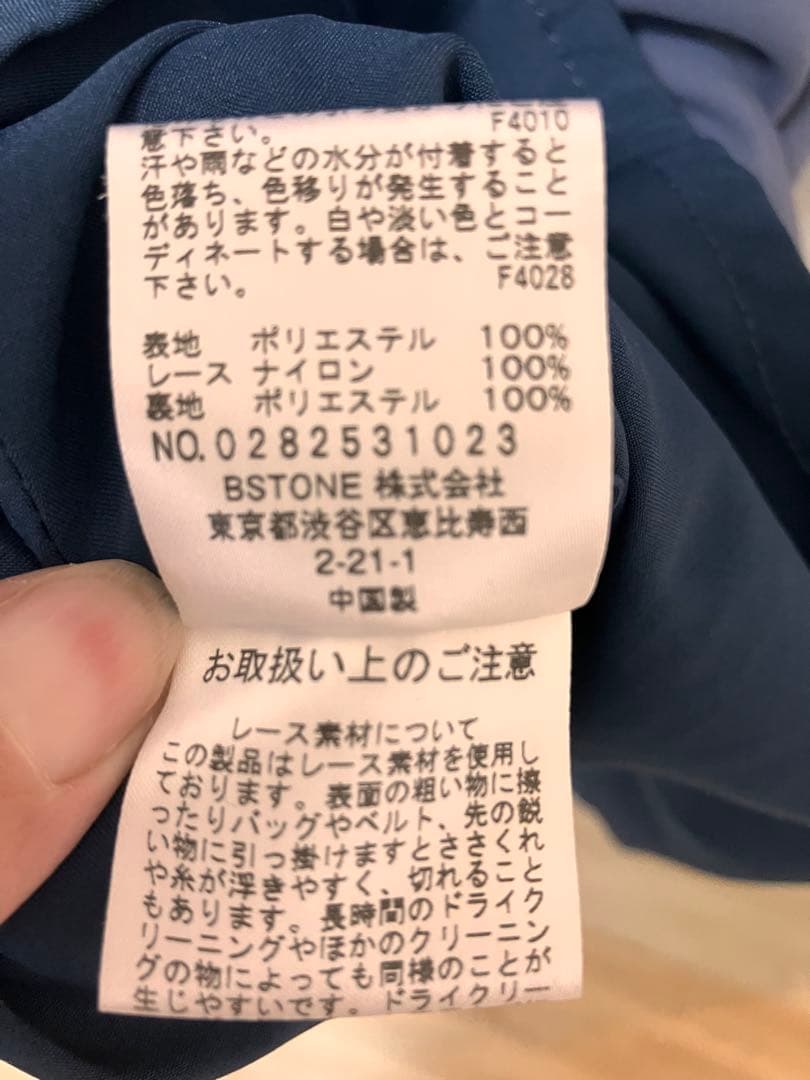 意下さい。 F4010
汗や雨などの水分が付着すると
色落ち、色移りが発生すること
があります。白や淡い色とコー
ディネートする場合は、ご注意
下さい。 F4028
表地 ポリエステル 100%
レース ナイロン 100%
裏地 ポリエステル 100%
NO.0282531023
BSTONE 株式会社
東京都渋谷区恵比寿西
2-21-1
中国製
お取扱い上のご注意
レース素材について
この製品はレース素材を使用し
ております。表面の粗い物に擦
ったりバッグやベルト、先の鋭
い物に引っ掛けますとささくれ
や糸が浮きやすく、切れること
もあります。長時間のドライク
リーニングやほかのクリーニン
グの物によっても同様のことが
生じやすいです。ドライクリー